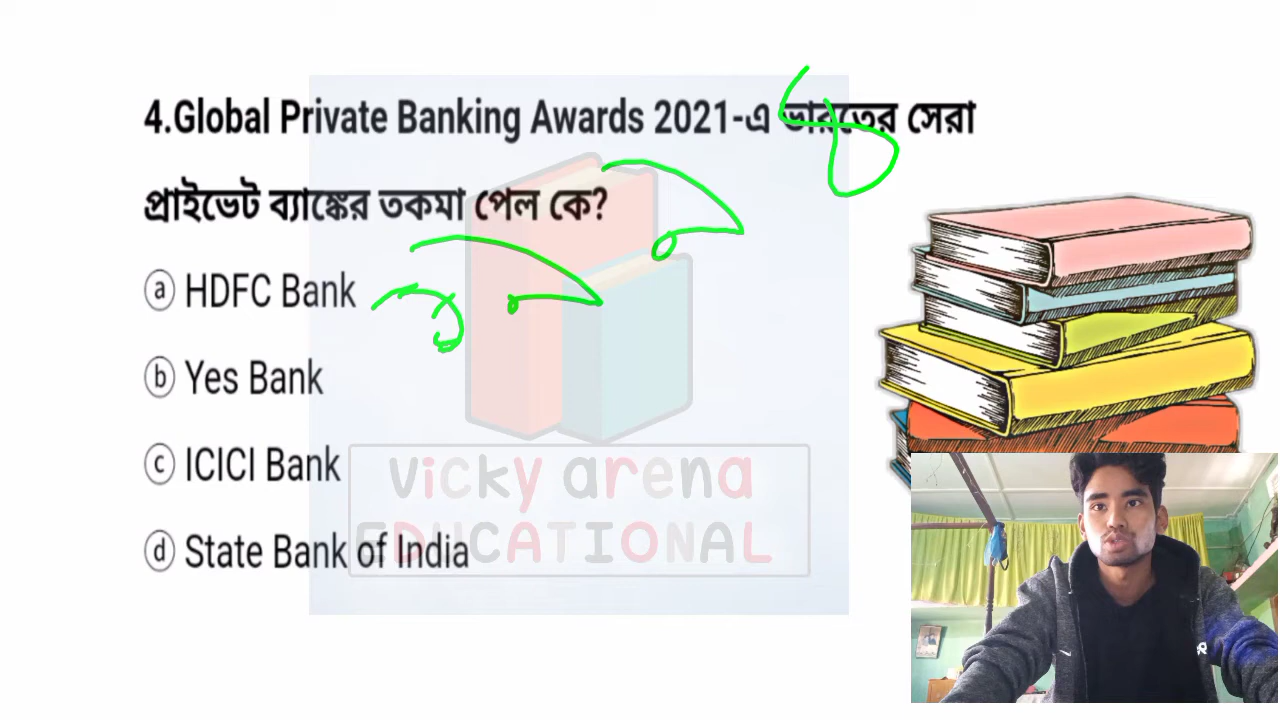 4.Global Private Banking Awards 2021-এ ভারতের সেরা
প্রাইভেট ব্যাঙ্কের তকমা পেল কে?
a HDFC Bank
b Yes Bank
c ICICI Bank
d State Bank of India
vicky arena
EDUCATIONAL